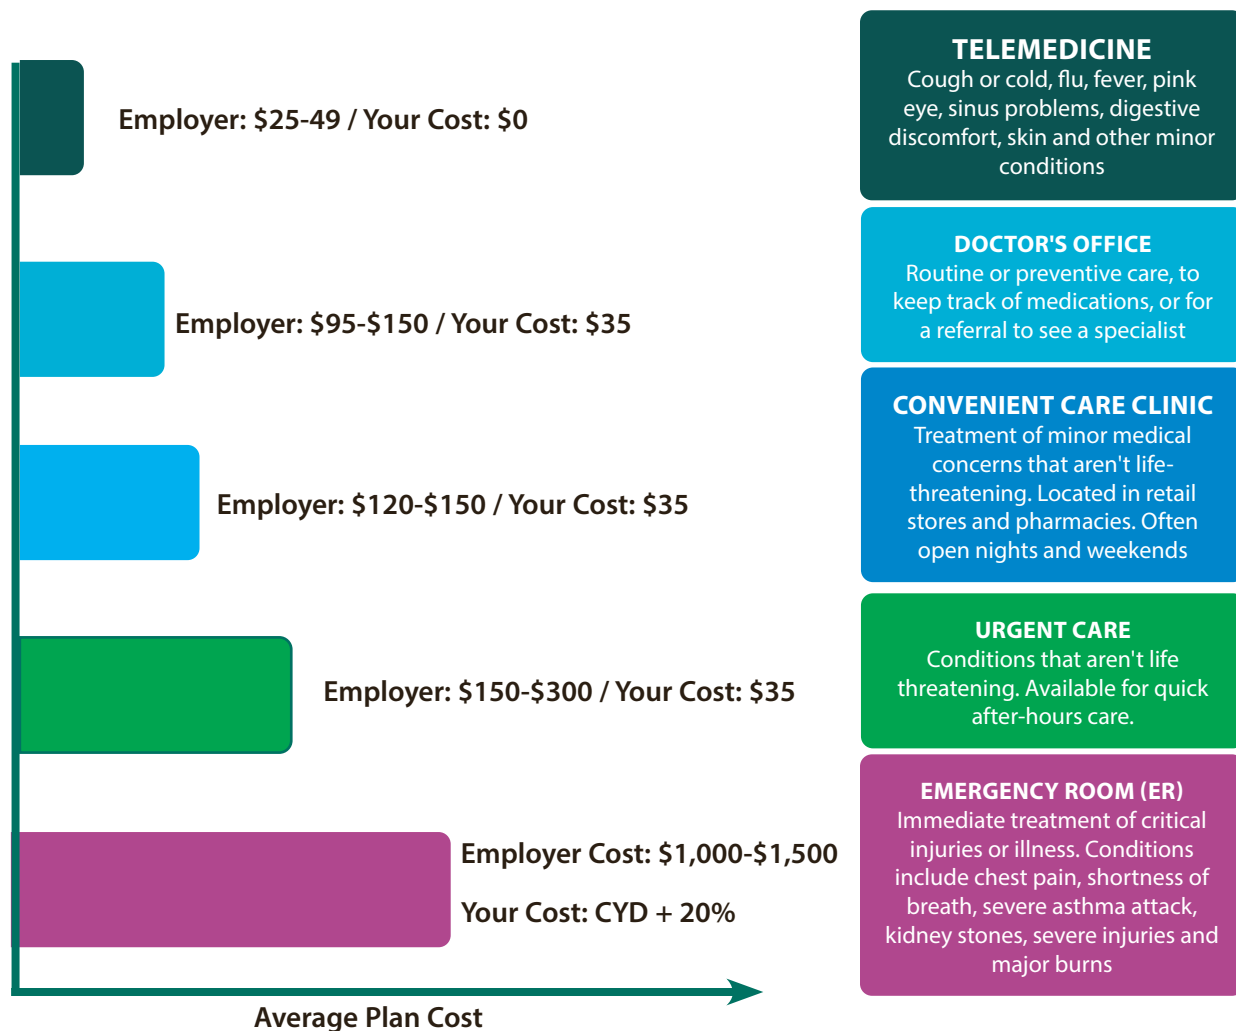 Employer: $25-49 / Your Cost: $0
TELEMEDICINE
Cough or cold, flu, fever, pink
eye, sinus problems, digestive
discomfort, skin and other minor
conditions
Employer: $95-$150 / Your Cost: $35
DOCTOR'S OFFICE
Routine or preventive care, to
keep track of medications, or for
a referral to see a specialist
Employer: $120-$150 / Your Cost: $35
CONVENIENT CARE CLINIC
Treatment of minor medical
concerns that aren't life-
threatening. Located in retail
stores and pharmacies. Often
open nights and weekends
Employer: $150-$300 / Your Cost: $35
URGENT CARE
Conditions that aren't life
threatening. Available for quick
after-hours care.
Employer Cost: $1,000-$1,500
Your Cost: CYD + 20%
EMERGENCY ROOM (ER)
Immediate treatment of critical
injuries or illness. Conditions
include chest pain, shortness of
breath, severe asthma attack,
kidney stones, severe injuries and
major burns
Average Plan Cost